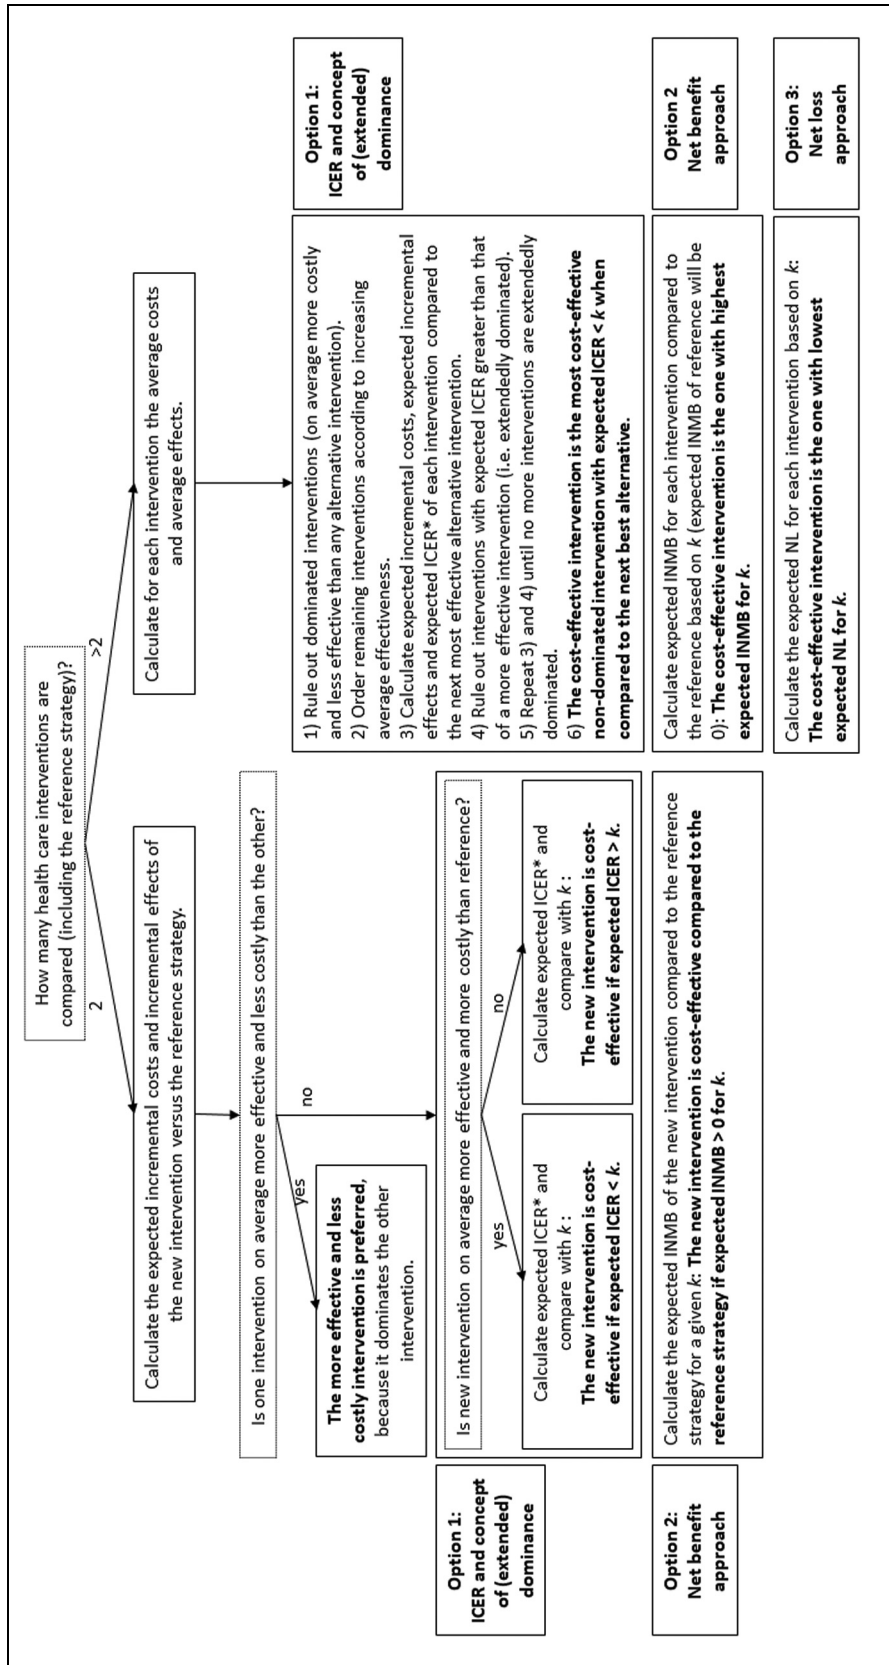 How many health care interventions are
compared (including the reference strategy)?
2
>2
Calculate the expected incremental costs and incremental effects of
the new intervention versus the reference strategy.
Is one intervention on average more effective and less costly than the other?
yes
no
The more effective and less
costly intervention is preferred,
because it dominates the other
intervention.
Option 1:
ICER and concept
of (extended)
dominance
Is new intervention on average more effective and more costly than reference?
yes
no
Calculate expected ICER* and
compare with k :
The new intervention is cost-
effective if expected ICER < k.
Calculate expected ICER* and
compare with k :
The new intervention is cost-
effective if expected ICER > k.
Option 2:
Net benefit
approach
Calculate the expected INMB of the new intervention compared to the reference
strategy for a given k: The new intervention is cost-effective compared to the
reference strategy if expected INMB > 0 for k.
Calculate for each intervention the average costs
and average effects.
1) Rule out dominated interventions (on average more costly
and less effective than any alternative intervention).
2) Order remaining interventions according to increasing
average effectiveness.
3) Calculate expected incremental costs, expected incremental
effects and expected ICER* of each intervention compared to
the next most effective alternative intervention.
4) Rule out interventions with expected ICER greater than that
of a more effective intervention (i.e. extendedly dominated).
5) Repeat 3) and 4) until no more interventions are extendedly
dominated.
6) The cost-effective intervention is the most cost-effective
non-dominated intervention with expected ICER < k when
compared to the next best alternative.
Option 1:
ICER and concept
of (extended)
dominance
Calculate expected INMB for each intervention compared to
the reference based on k (expected INMB of reference will be
0): The cost-effective intervention is the one with highest
expected INMB for k.
Option 2
Net benefit
approach
Calculate the expected NL for each intervention based on k:
The cost-effective intervention is the one with lowest
expected NL for k.
Option 3:
Net loss
approach